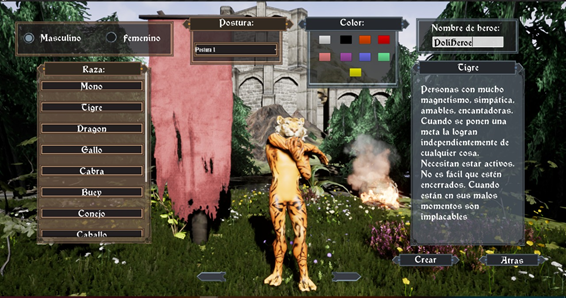 Masculino
Femenino
Postura:
Postura 1
Color:
Nombre de heroe:
DoliHeroe
Raza:
Mono
Tigre
Dragon
Gallo
Cabra
Buey
Conejo
Caballo
Tigre
Personas con mucho
magnetismo, simpática,
amables, encantadoras.
Cuando se ponen una
meta la logran
independientemente de
cualquier cosa.
Necesitan estar activos.
No es fácil que estén
encerrados. Cuando
están en sus malos
momentos son
implacables
Crear
Atras